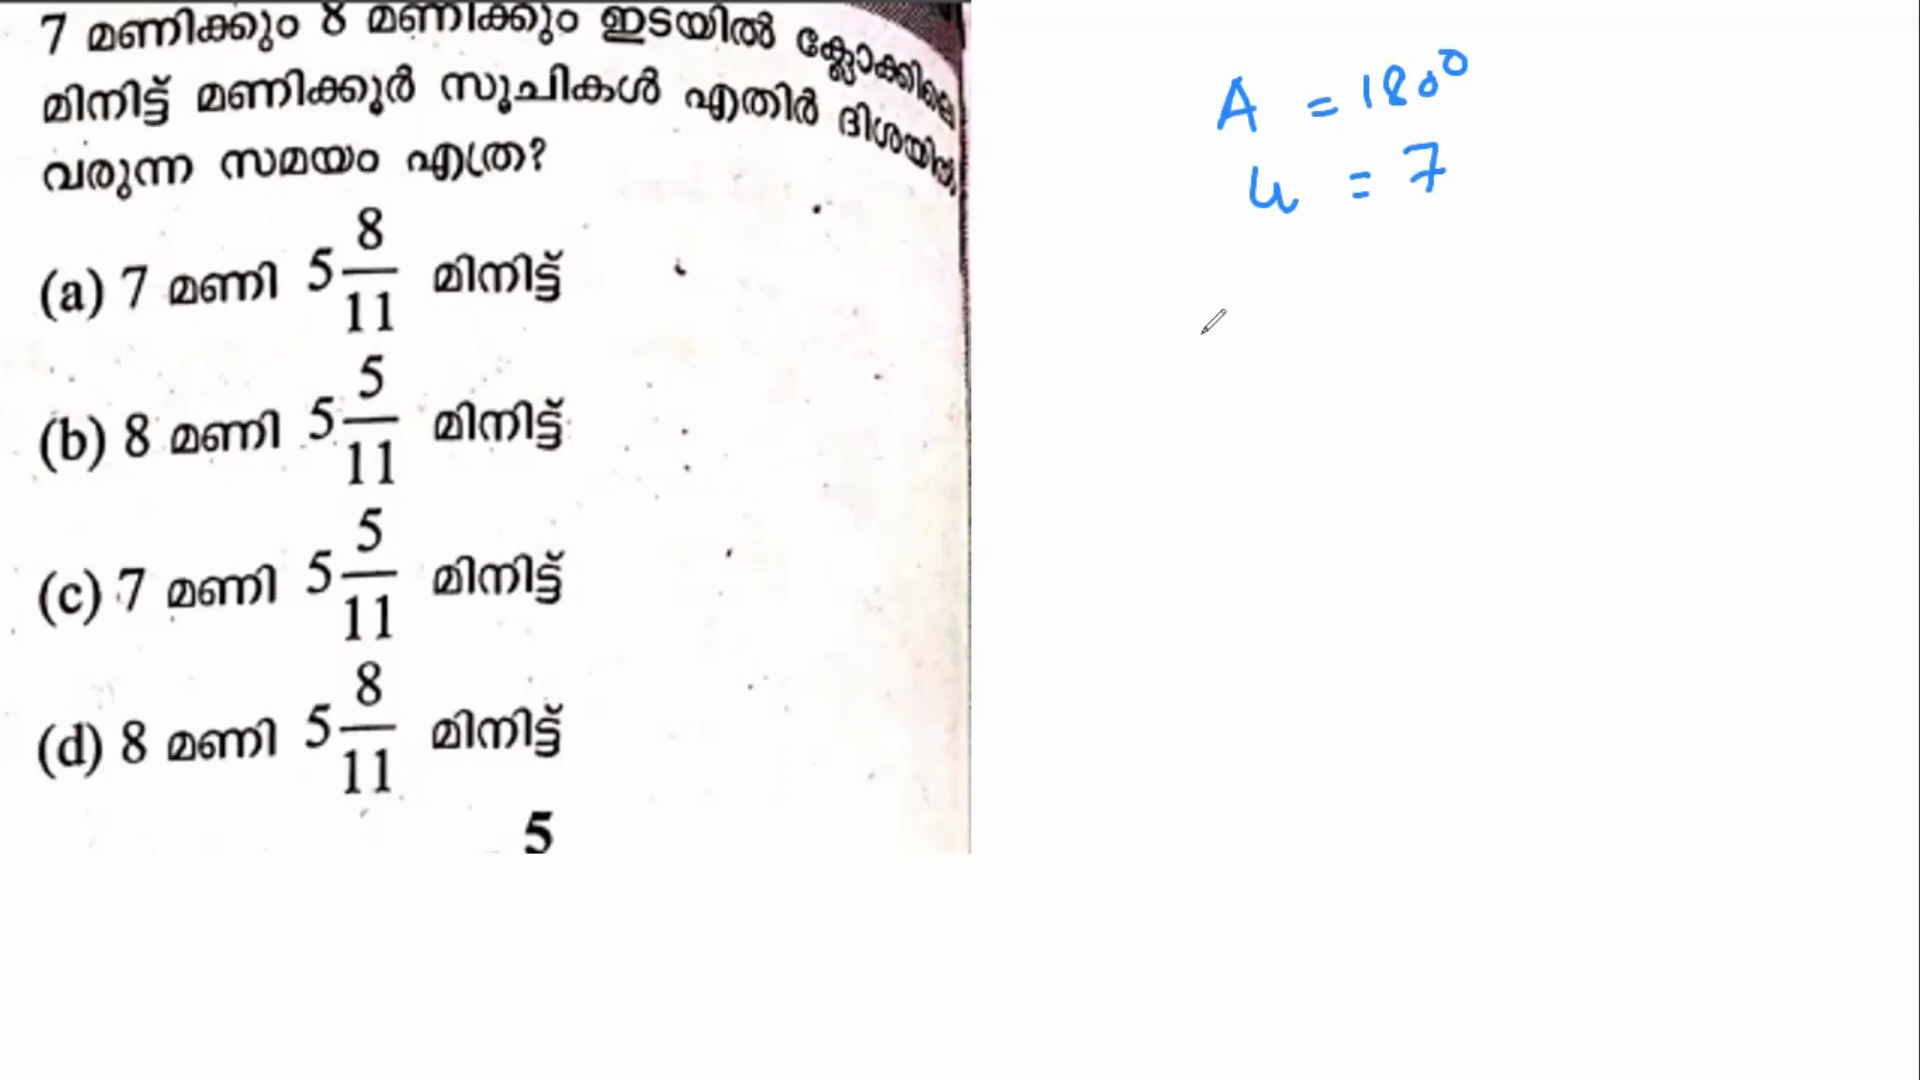 7 മണിക്കും 8 മണിക്കും ഇടയിൽ ക്ലോക്കിലെ
മിനിട്ട് മണിക്കൂർ സൂചികൾ എതിർ ദിശയിൽ
വരുന്ന സമയം എത്ര?
(a) 7 മണി 5 8/11 മിനിട്ട്
(b) 8 മണി 5 5/11 മിനിട്ട്
(c) 7 മണി 5 5/11 മിനിട്ട്
(d) 8 മണി 5 8/11 മിനിട്ട്
5
A = 180°
h = 7